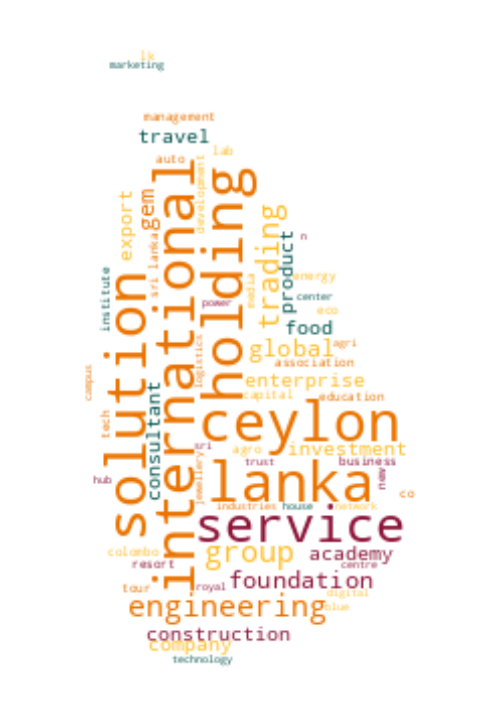 lk
marketing
management
travel
lab
auto
international
holding
development
gem
export
sri lanka
trading
product
n
institute
solution
energy
media
center
power
eco
food
logistics
global
agri
association
campus
enterprise
consultant
capital
education
ceylon
tech
sri
agro
investment
trust
business
lanka
new
hub
jewellery
co
industries
house
network
service
colombo
group
academy
resort
centre
foundation
tour
royal
digital
engineering
blue
construction
company
technology